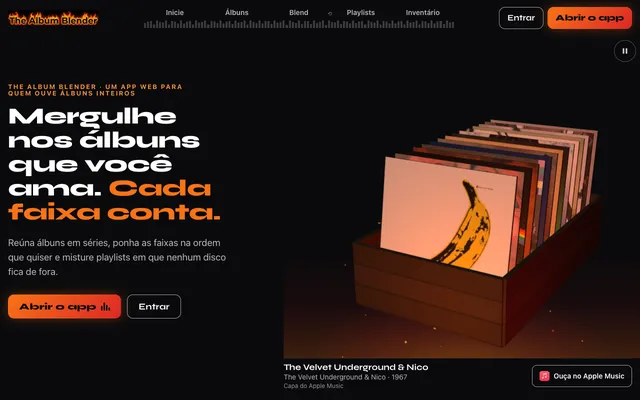 The Album Blender
Inicie
Álbuns
Blend
Playlists
Inventário
Entrar
Abrir o app
THE ALBUM BLENDER · UM APP WEB PARA
QUEM OUVE ÁLBUNS INTEIROS
Mergulhe
nos álbuns
que você
ama. Cada
faixa conta.
Reúna álbuns em séries, ponha as faixas na ordem
que quiser e misture playlists em que nenhum disco
fica de fora.
Abrir o app
Entrar
The Velvet Underground & Nico
The Velvet Underground & Nico · 1967
Capa do Apple Music
Ouça no Apple Music